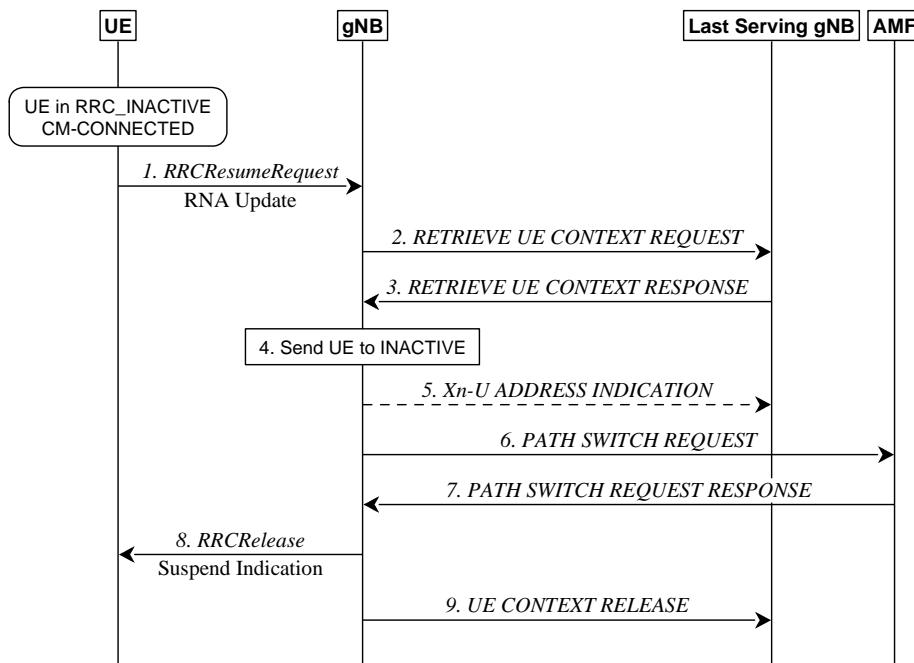 UE
gNB
Last Serving gNB
AMF
UE in RRC_INACTIVE
CM-CONNECTED
1. RRCResumeRequest
RNA Update
2. RETRIEVE UE CONTEXT REQUEST
3. RETRIEVE UE CONTEXT RESPONSE
4. Send UE to INACTIVE
5. Xn-U ADDRESS INDICATION
6. PATH SWITCH REQUEST
7. PATH SWITCH REQUEST RESPONSE
8. RRCRelease
Suspend Indication
9. UE CONTEXT RELEASE